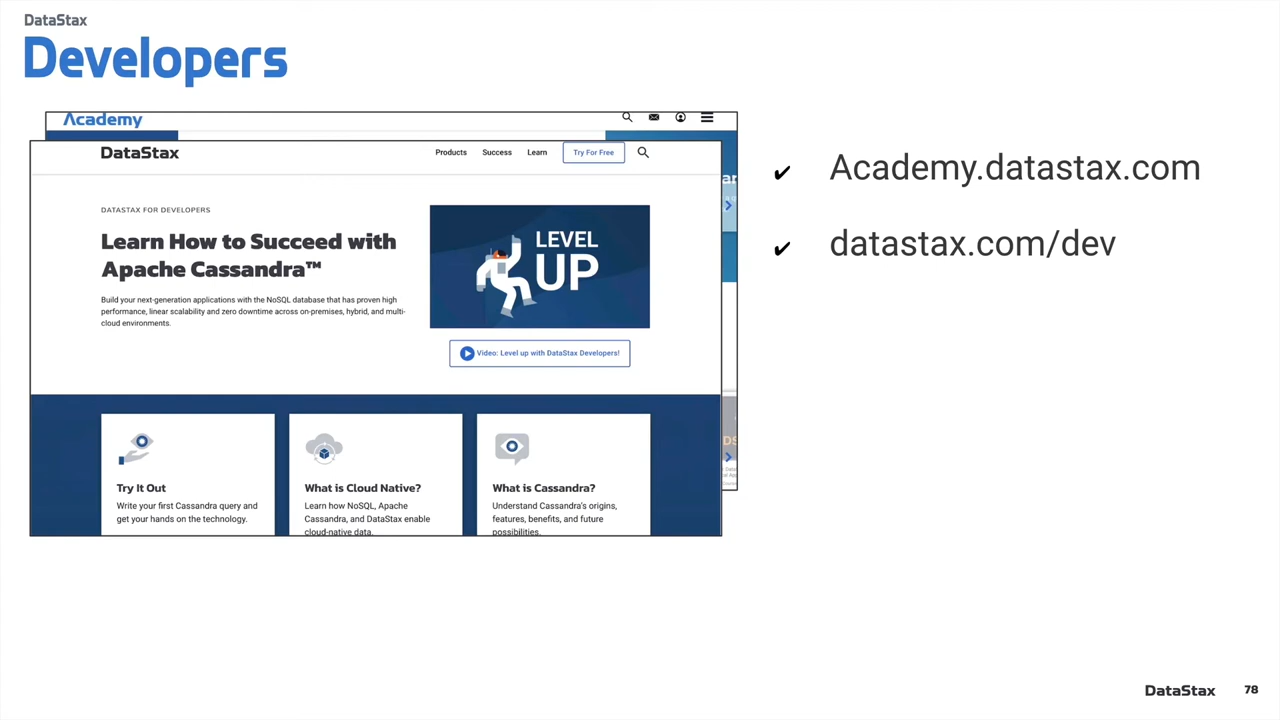 DataStax
Developers
Academy
DataStax
Products Success Learn Try For Free
DATASTAX FOR DEVELOPERS
Learn How to Succeed with
Apache Cassandra™
Build your next-generation applications with the NoSQL database that has proven high
performance, linear scalability and zero downtime across on-premises, hybrid, and multi-
cloud environments.
LEVEL
UP
Video: Level up with DataStax Developers!
Try It Out
Write your first Cassandra query and
get your hands on the technology.
What is Cloud Native?
Learn how NoSQL, Apache
Cassandra, and DataStax enable
cloud-native data.
What is Cassandra?
Understand Cassandra's origins,
features, benefits, and future
possibilities.
✔ Academy.datastax.com
✔ datastax.com/dev
DataStax 78